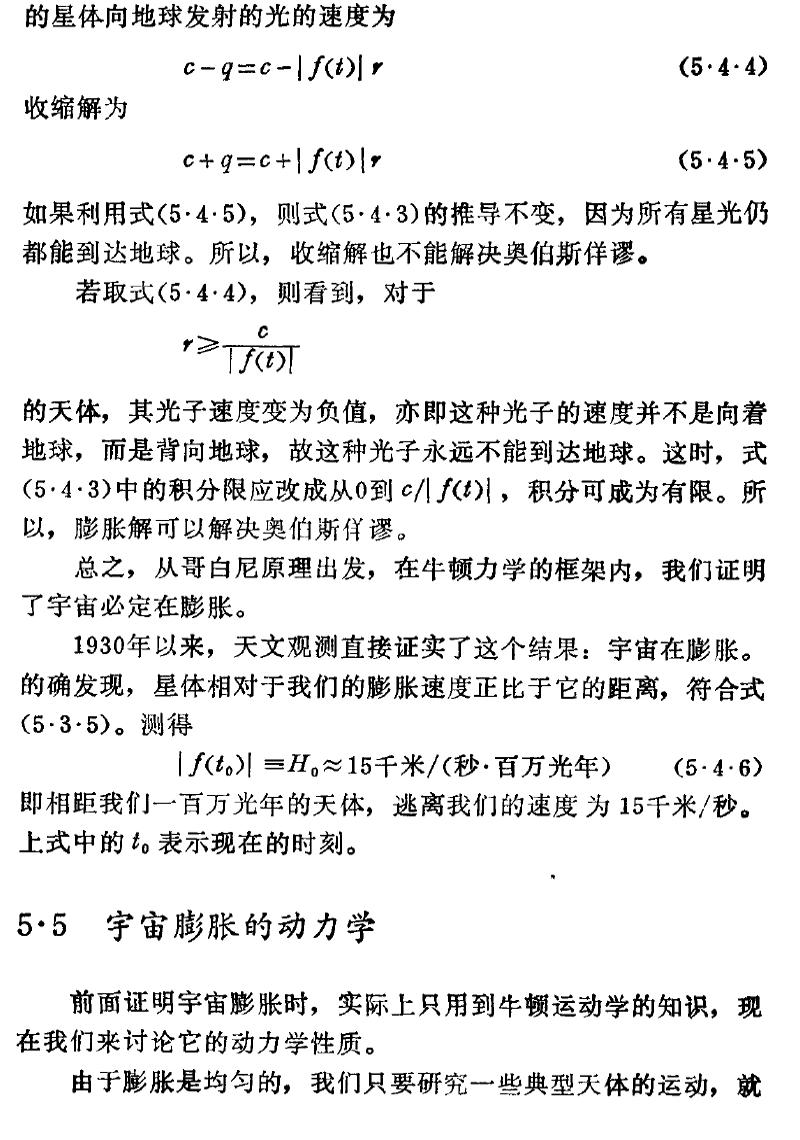 的星体向地球发射的光的速度为
c-q=c-|f(t)|r (5·4·4)
收缩解为
c+q=c+|f(t)|r (5·4·5)
如果利用式(5·4·5)，则式(5·4·3)的推导不变，因为所有星光仍
都能到达地球。所以，收缩解也不能解决奥伯斯佯谬。
若取式(5·4·4)，则看到，对于
r≥c/|f(t)|
的天体，其光子速度变为负值，亦即这种光子的速度并不是向着
地球，而是背向地球，故这种光子永远不能到达地球。这时，式
(5·4·3)中的积分限应改成从0到c/|f(t)|，积分可成为有限。所
以，膨胀解可以解决奥伯斯佯谬。
总之，从哥白尼原理出发，在牛顿力学的框架内，我们证明
了宇宙必定在膨胀。
1930年以来，天文观测直接证实了这个结果：宇宙在膨胀。
的确发现，星体相对于我们的膨胀速度正比于它的距离，符合式
(5·3·5)。测得
|f(t₀)|≡H₀≈15千米/(秒·百万光年) (5·4·6)
即相距我们一百万光年的天体，逃离我们的速度为15千米/秒。
上式中的t₀表示现在的时刻。
5·5 宇宙膨胀的动力学
前面证明宇宙膨胀时，实际上只用到牛顿运动学的知识，现
在我们来讨论它的动力学性质。
由于膨胀是均匀的，我们只要研究一些典型天体的运动，就